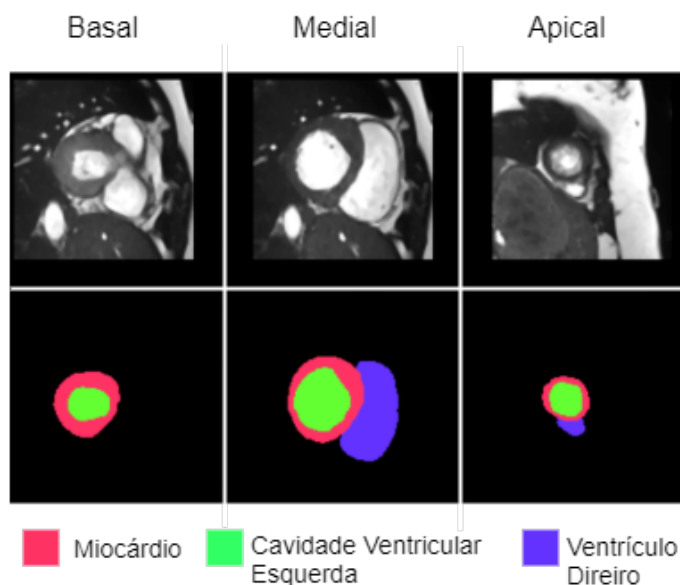 Basal
Medial
Apical
Miocárdio
Cavidade Ventricular
Esquerda
Ventrículo
Direiro